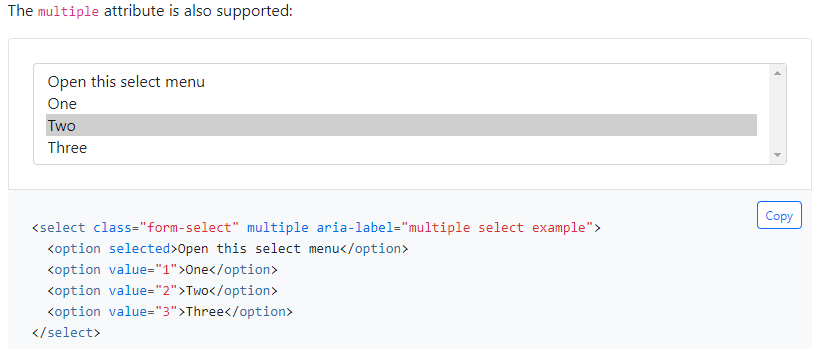 The multiple attribute is also supported:
Open this select menu
One
Two
Three
Copy
<select class="form-select" multiple aria-label="multiple select example">
  <option selected>Open this select menu</option>
  <option value="1">One</option>
  <option value="2">Two</option>
  <option value="3">Three</option>
</select>